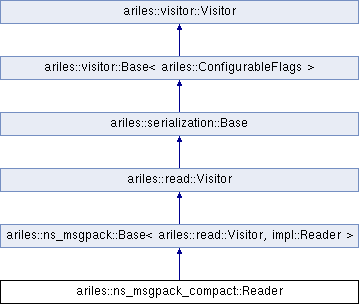 ariles::visitor::Visitor
ariles::visitor::Base< ariles::ConfigurableFlags >
ariles::serialization::Base
ariles::read::Visitor
ariles::ns_msgpack::Base< ariles::read::Visitor, impl::Reader >
ariles::ns_msgpack_compact::Reader